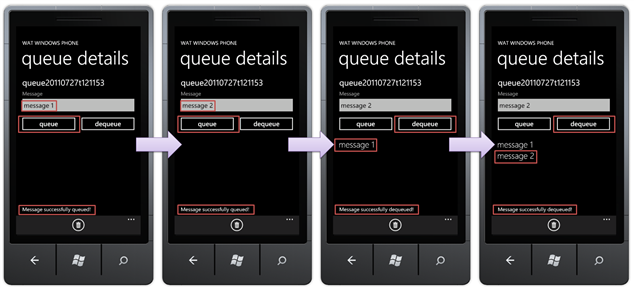 WAT WINDOWS PHONE
queue details
queue20110727t121153
Message
message 1
queue dequeue
Message successfully queued!
...
WAT WINDOWS PHONE
queue details
queue20110727t121153
Message
message 2
queue dequeue
Message successfully queued!
...
WAT WINDOWS PHONE
queue details
queue20110727t121153
Message
message 2
queue dequeue
message 1
Message successfully dequeued!
...
WAT WINDOWS PHONE
queue details
queue20110727t121153
Message
message 2
queue dequeue
message 1
message 2
Message successfully dequeued!
...